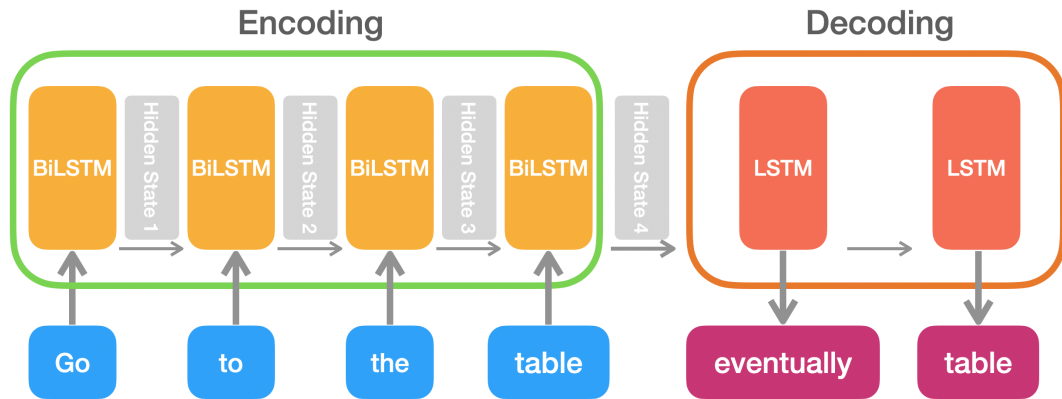 Encoding
Decoding
BiLSTM
Hidden State 1
BiLSTM
Hidden State 2
BiLSTM
Hidden State 3
BiLSTM
Hidden State 4
LSTM
LSTM
Go
to
the
table
eventually
table